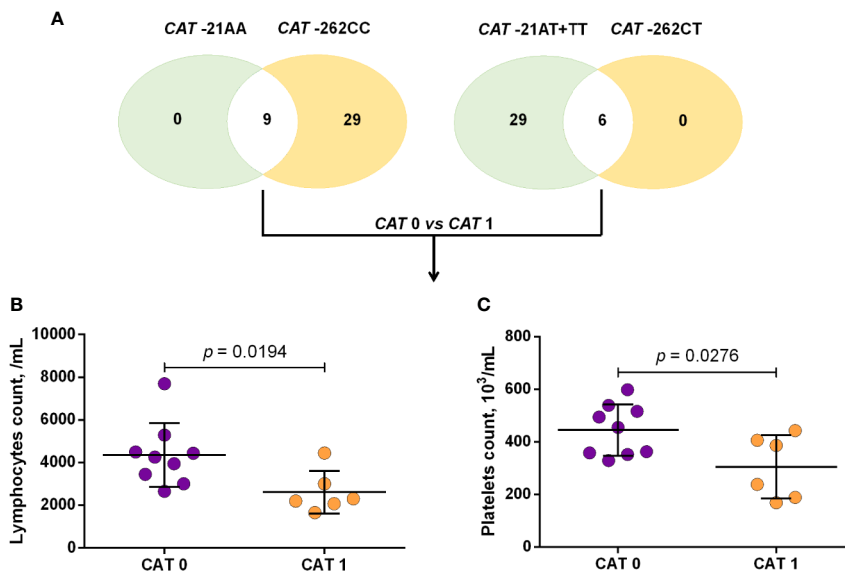 A
CAT -21AA CAT -262CC CAT -21AT+TT CAT -262CT
0 9 29 29 6 0
CAT 0 vs CAT 1
B
Lymphocytes count, /mL
10000
8000
6000
4000
2000
0
p = 0.0194
CAT 0 CAT 1
C
Platelets count, 10³/mL
800
600
400
200
0
p = 0.0276
CAT 0 CAT 1